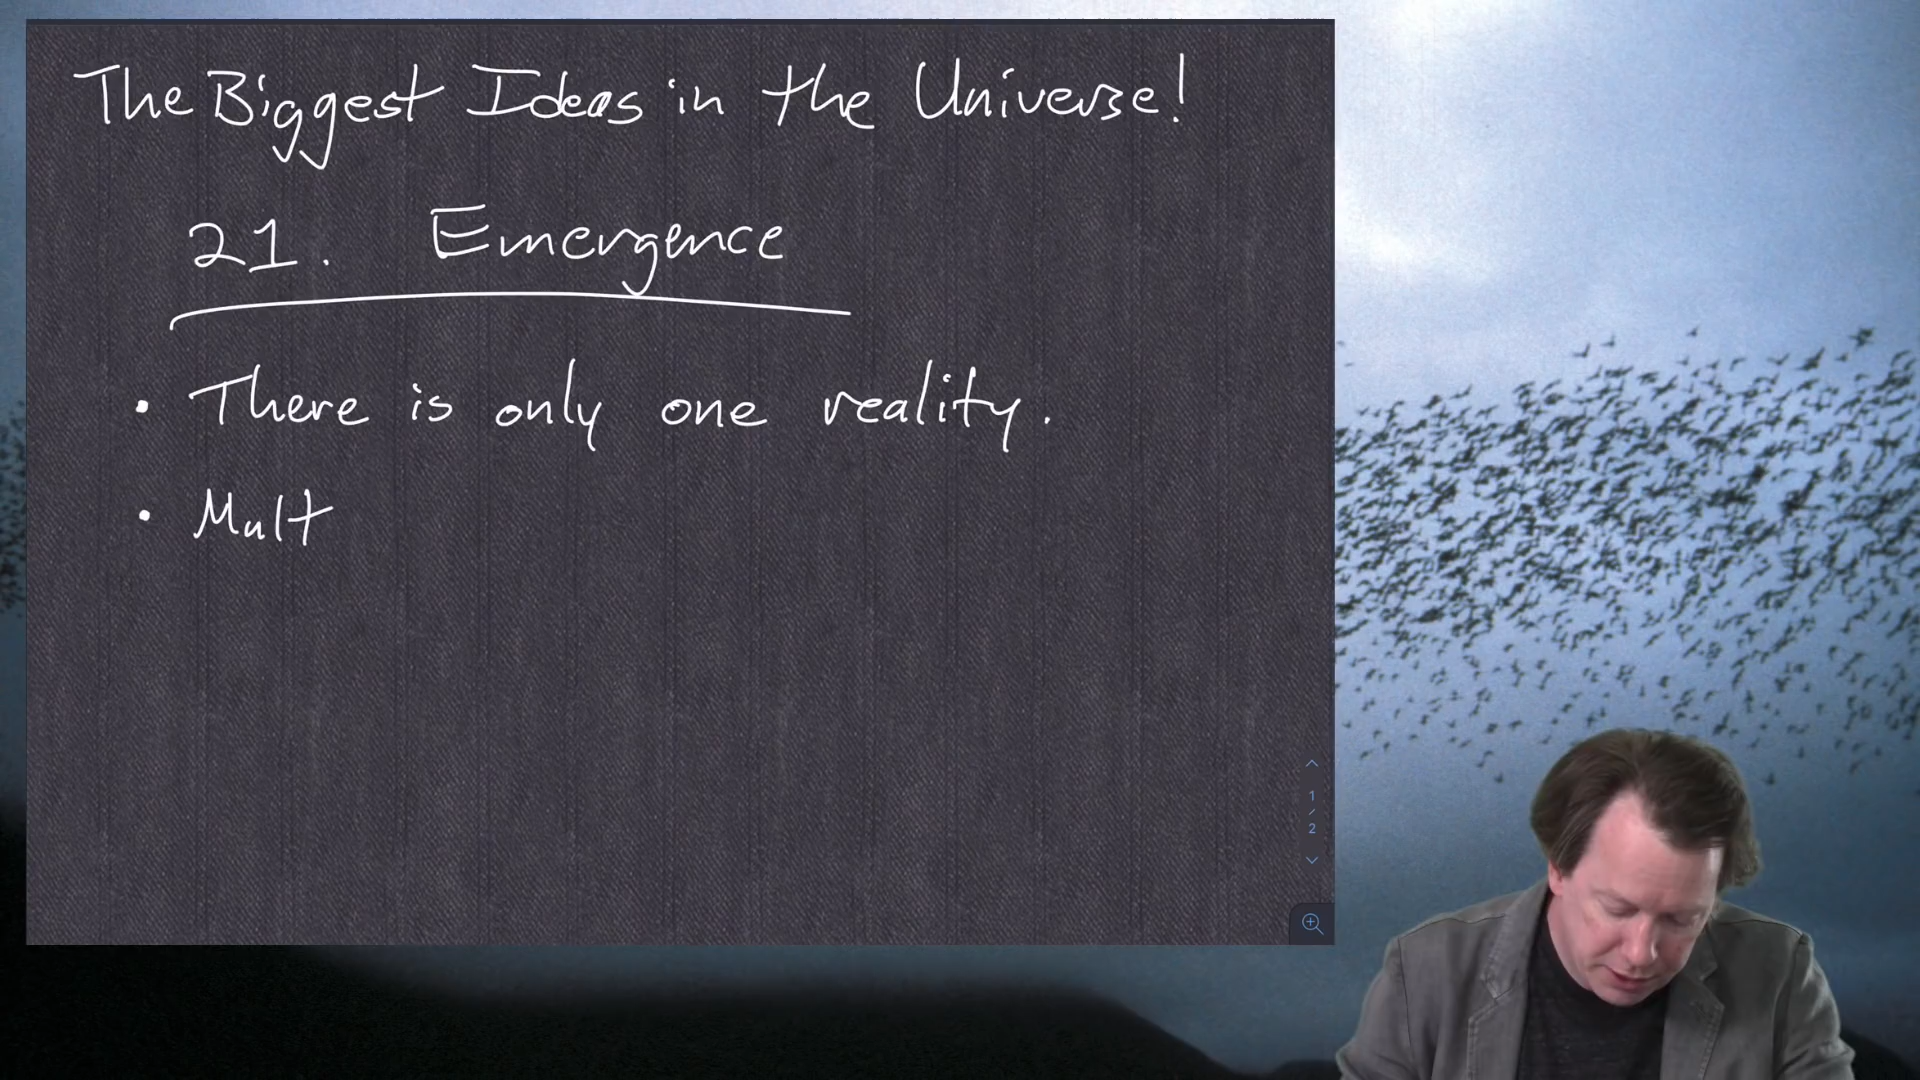 The Biggest Ideas in the Universe!
21. Emergence
• There is only one reality.
• Mult
1
/
2